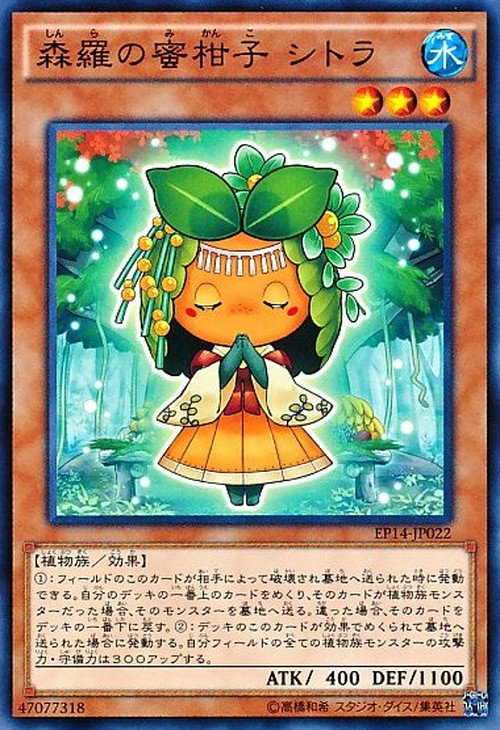 森羅の蜜柑子 シトラ
水
EP14-JP022
【植物族/効果】
①:フィールドのこのカードが相手によって破壊され墓地へ送られた時に発動
できる。自分のデッキの一番上のカードをめくり、そのカードが植物族モンス
ターだった場合、そのモンスターを墓地へ送る。違った場合、そのカードを
デッキの一番下に戻す。②:デッキのこのカードが効果でめくられて墓地へ
送られた場合に発動する。自分フィールドの全ての植物族モンスターの攻撃
力・守備力は300アップする。
ATK/ 400 DEF/1100
47077318
©高橋和希 スタジオ・ダイス/集英社